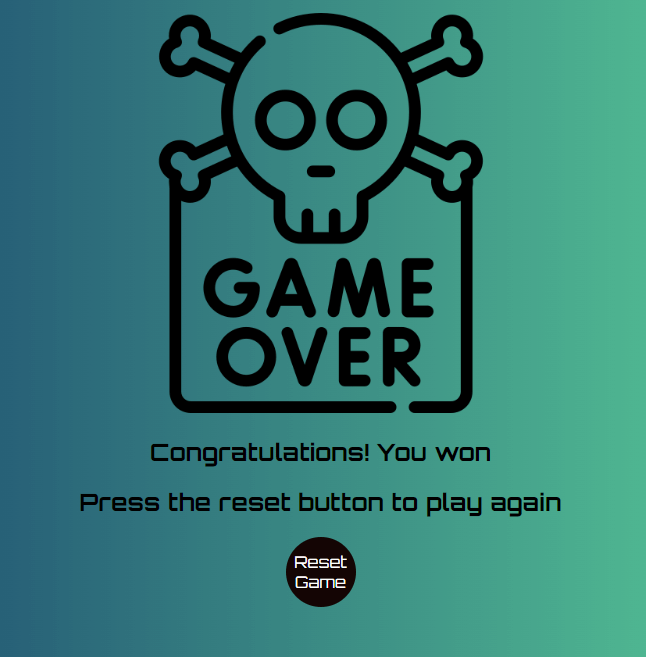 GAME
OVER
Congratulations! You won
Press the reset button to play again
Reset
Game